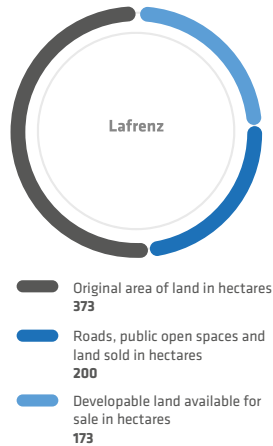 Lafrenz
Original area of land in hectares
373
Roads, public open spaces and
land sold in hectares
200
Developable land available for
sale in hectares
173